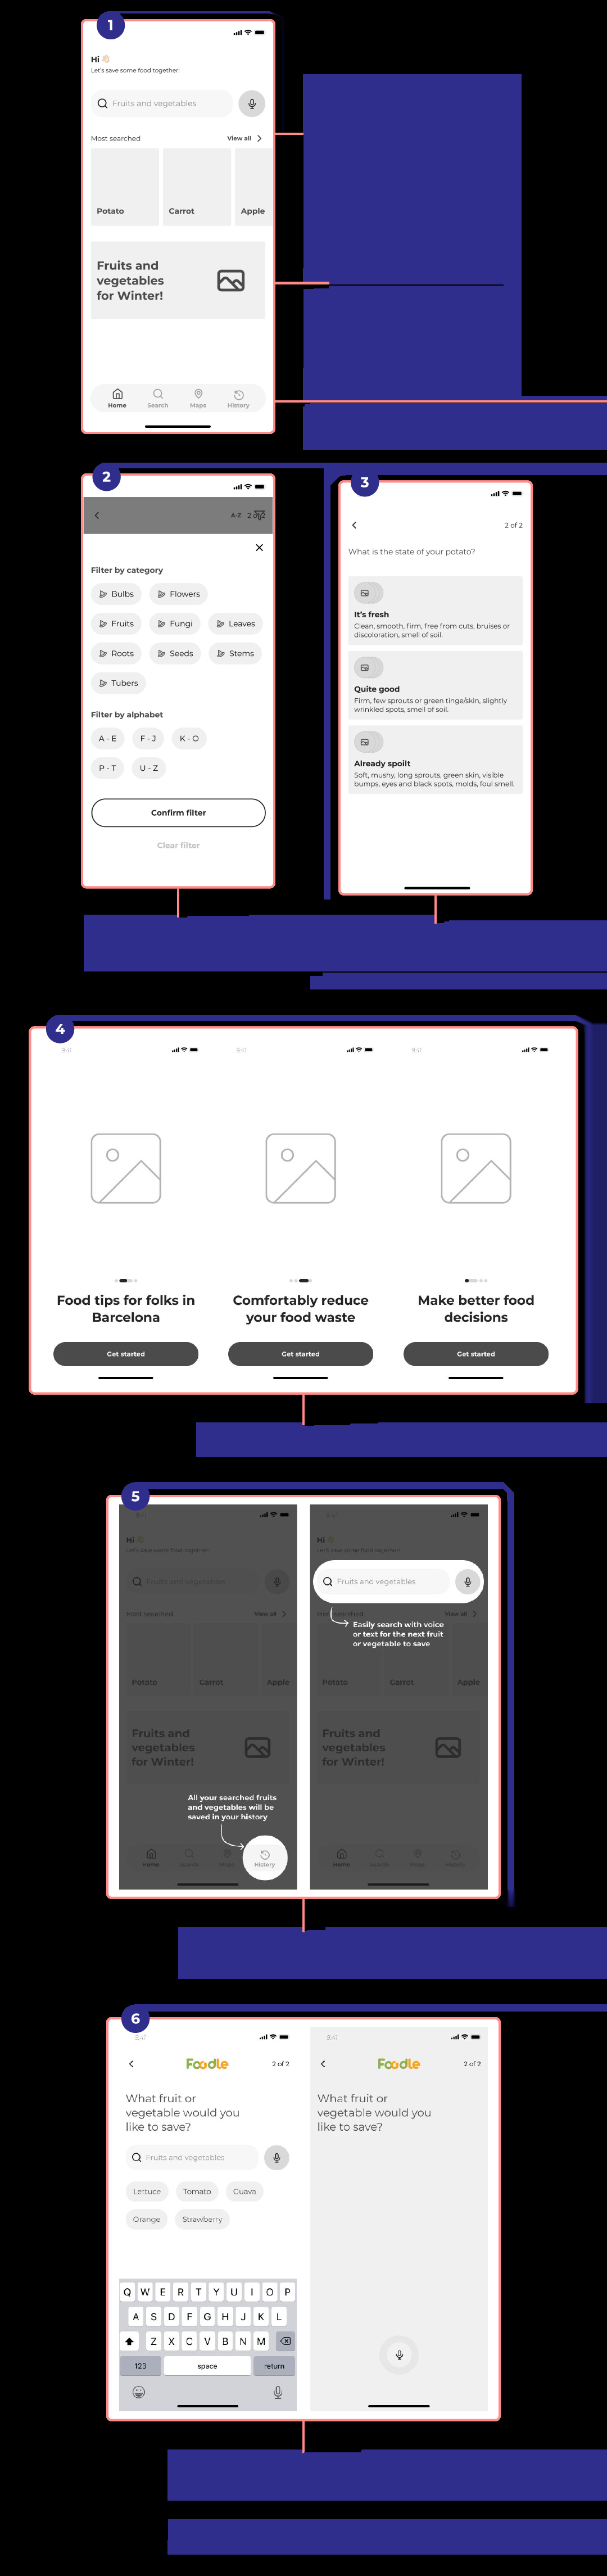 1
Hi 👋🏻
Let's save some food together!
Fruits and vegetables
Most searched
View all
Potato
Carrot
Apple
Fruits and
vegetables
for Winter!
Home
Search
Maps
History
2
A-Z
2 of 2
Filter by category
Bulbs
Flowers
Fruits
Fungi
Leaves
Roots
Seeds
Stems
Tubers
Filter by alphabet
A - E
F - J
K - O
P - T
U - Z
Confirm filter
Clear filter
3
2 of 2
What is the state of your potato?
It's fresh
Clean, smooth, firm, free from cuts, bruises or
discoloration, smell of soil.
Quite good
Firm, few sprouts or green tinge/skin, slightly
wrinkled spots, smell of soil.
Already spoilt
Soft, mushy, long sprouts, green skin, visible
bumps, eyes and black spots, molds, foul smell.
4
9:41
9:41
9:41
Food tips for folks in
Barcelona
Get started
Comfortably reduce
your food waste
Get started
Make better food
decisions
Get started
5
Hi
Let's save some food together!
Fruits and vegetables
Most searched
View all
Potato
Carrot
Apple
Fruits and
vegetables
for Winter!
All your searched fruits
and vegetables will be
saved in your history
Home
Search
Maps
History
Hi
Let's save some food together!
Fruits and vegetables
Most searched
View all
Easily search with voice
or text for the next fruit
or vegetable to save
Potato
Carrot
Apple
Fruits and
vegetables
for Winter!
Home
Search
Maps
History
6
9:41
Foodle
2 of 2
What fruit or
vegetable would you
like to save?
Fruits and vegetables
Lettuce
Tomato
Guava
Orange
Strawberry
Q W E R T Y U I O P
A S D F G H J K L
Z X C V B N M
123
space
return
9:41
Foodle
2 of 2
What fruit or
vegetable would you
like to save?